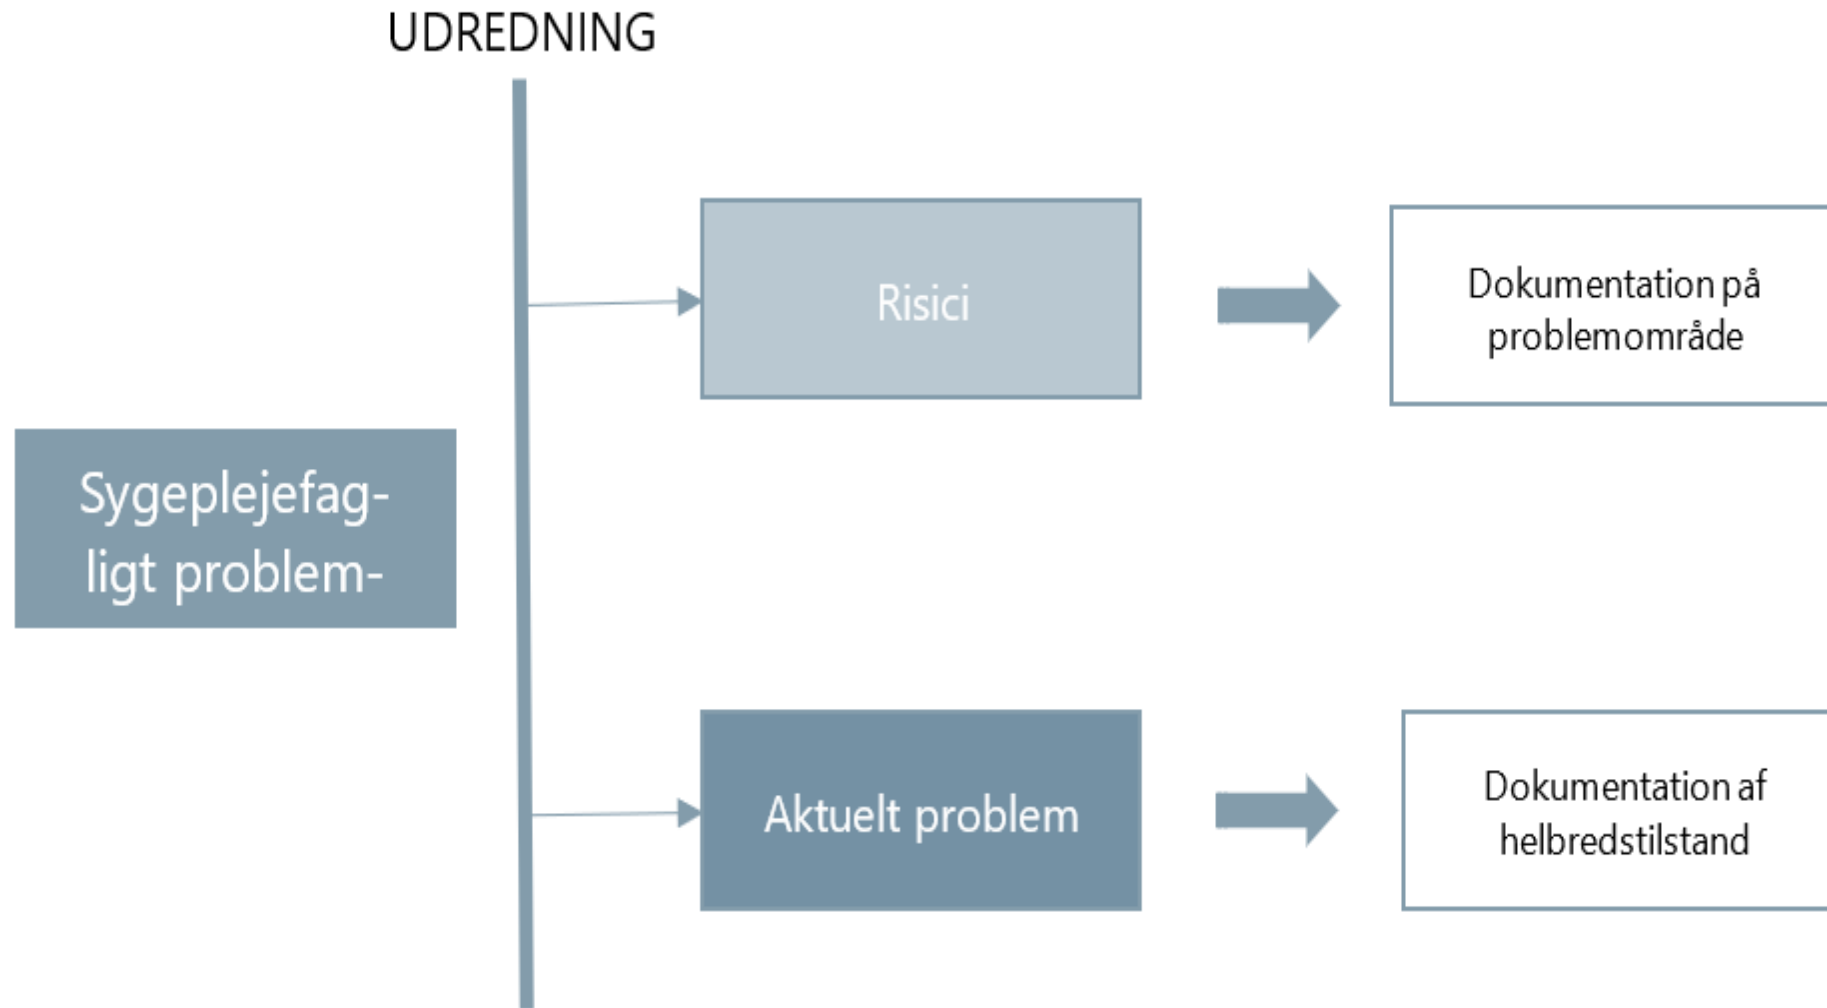 UDREDNING
Sygeplejefag-
ligt problem-
Risici
Dokumentation på
problemområde
Aktuelt problem
Dokumentation af
helbredstilstand